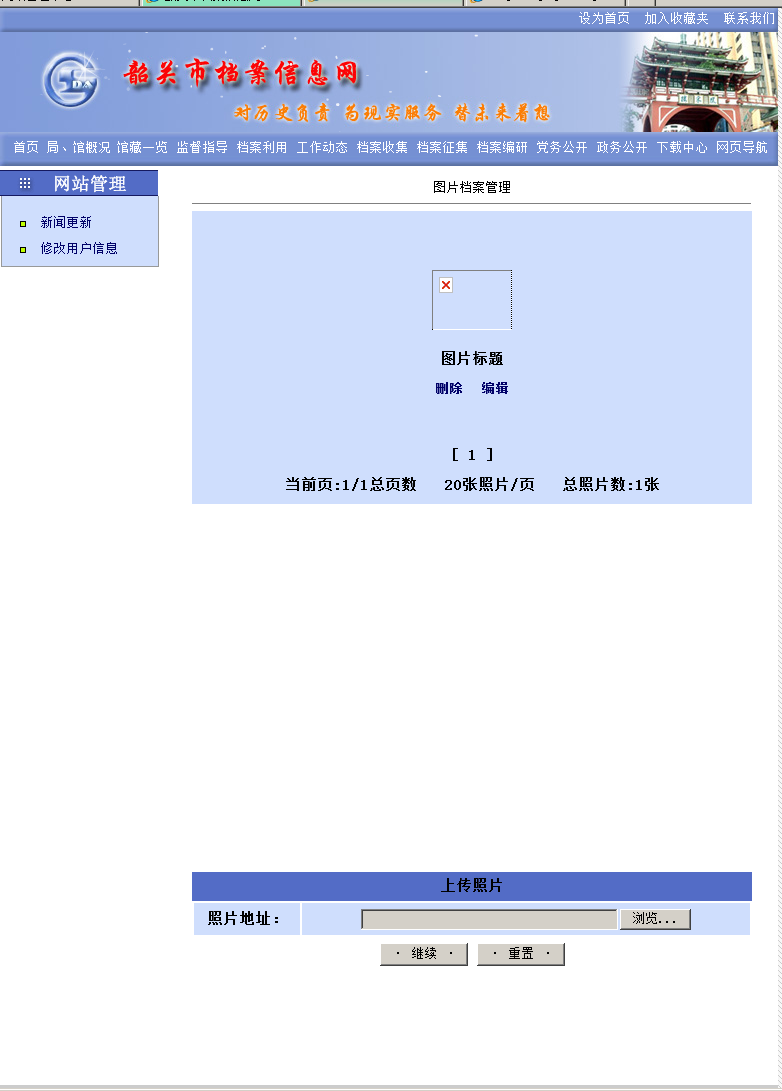 设为首页 加入收藏夹 联系我们
韶关市档案信息网
对历史负责 为现实服务 替未来着想
首页 局、馆概况 馆藏一览 监督指导 档案利用 工作动态 档案收集 档案征集 档案编研 党务公开 政务公开 下载中心 网页导航
网站管理
新闻更新
修改用户信息
图片档案管理
图片标题
删除 编辑
[ 1 ]
当前页:1/1总页数 20张照片/页 总照片数:1张
上传照片
照片地址: 浏览...
· 继续 · · 重置 ·